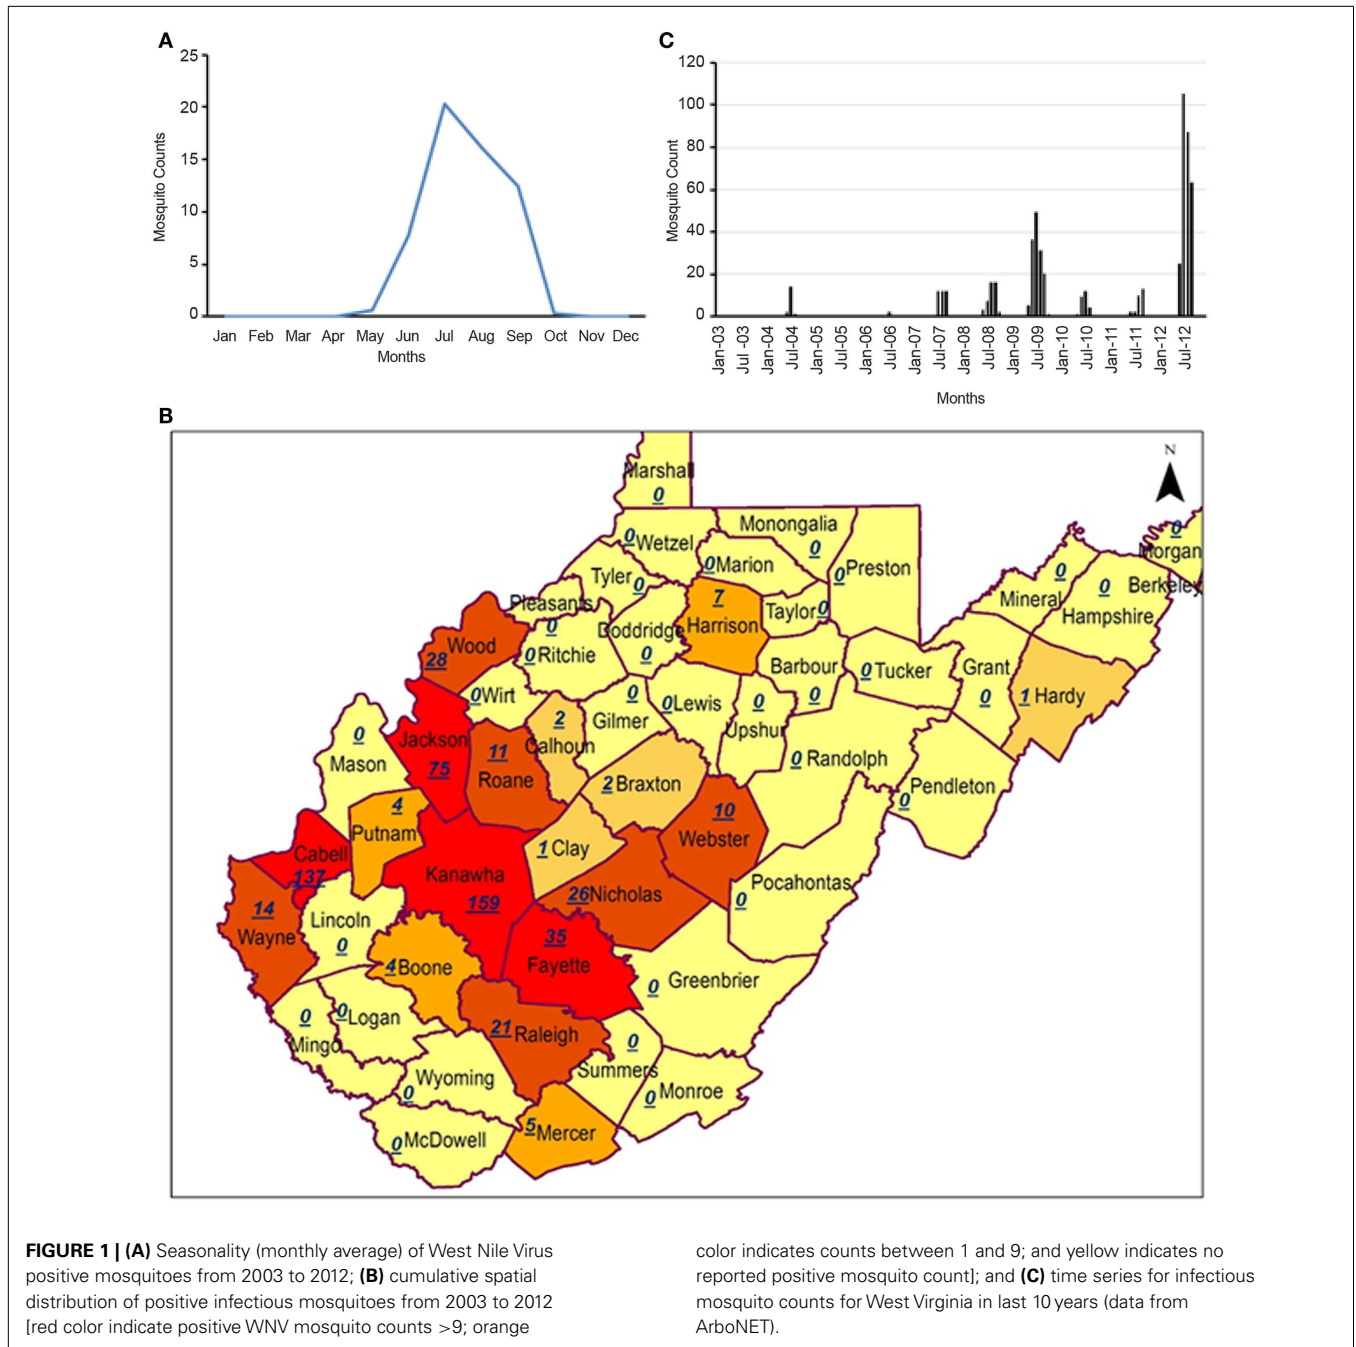 A
25
20
15
10
5
0
Mosquito Counts
Jan Feb Mar Apr May Jun Jul Aug Sep Oct Nov Dec
Months
C
120
100
80
60
40
20
0
Mosquito Count
Jan-03
Jul -03
Jan-04
Jul-04
Jan-05
Jul-05
Jan-06
Jul-06
Jan-07
Jul-07
Jan-08
Jul-08
Jan-09
Jul-09
Jan-10
Jul-10
Jan-11
Jul-11
Jan-12
Jul-12
Months
B
N
Marshall
0
0 Wetzel
Monongalia
0
0 Marion
0 Preston
0
Morgan
Berkeley
0
Mineral
0
Hampshire
Tyler 0
Pleasants
0
7
Harrison
Taylor 0
Doddridge
0
Wood
28
0 Ritchie
Barbour
0
0 Tucker
Grant
0
1 Hardy
0 Wirt
0
Gilmer
0 Lewis
0
Upshur
0
Mason
Jackson
75
11
Roane
2
Calhoun
2 Braxton
0 Randolph
0 Pendleton
4
Putnam
10
Webster
1 Clay
Cabell
137
Kanawha
159
26 Nicholas
Pocahontas
0
14
Wayne
Lincoln
0
35
Fayette
4 Boone
0 Greenbrier
0
Mingo
0 Logan
21 Raleigh
0
Summers
Wyoming
0
0 Monroe
0 McDowell
5 Mercer
FIGURE 1 | (A) Seasonality (monthly average) of West Nile Virus
positive mosquitoes from 2003 to 2012; (B) cumulative spatial
distribution of positive infectious mosquitoes from 2003 to 2012
[red color indicate positive WNV mosquito counts >9; orange
color indicates counts between 1 and 9; and yellow indicates no
reported positive mosquito count]; and (C) time series for infectious
mosquito counts for West Virginia in last 10 years (data from
ArboNET).